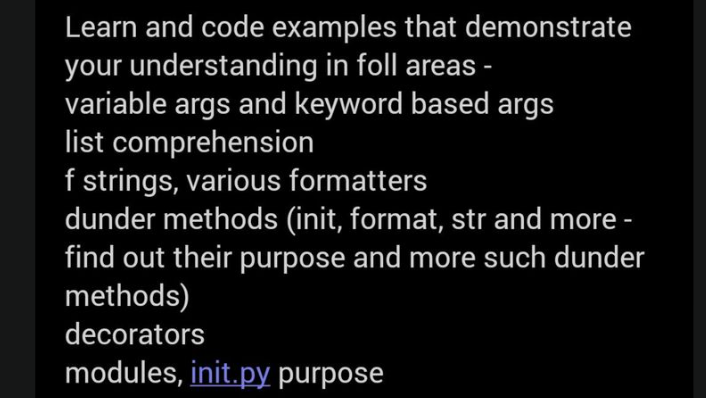 Learn and code examples that demonstrate
your understanding in foll areas -
variable args and keyword based args
list comprehension
f strings, various formatters
dunder methods (init, format, str and more -
find out their purpose and more such dunder
methods)
decorators
modules, init.py purpose